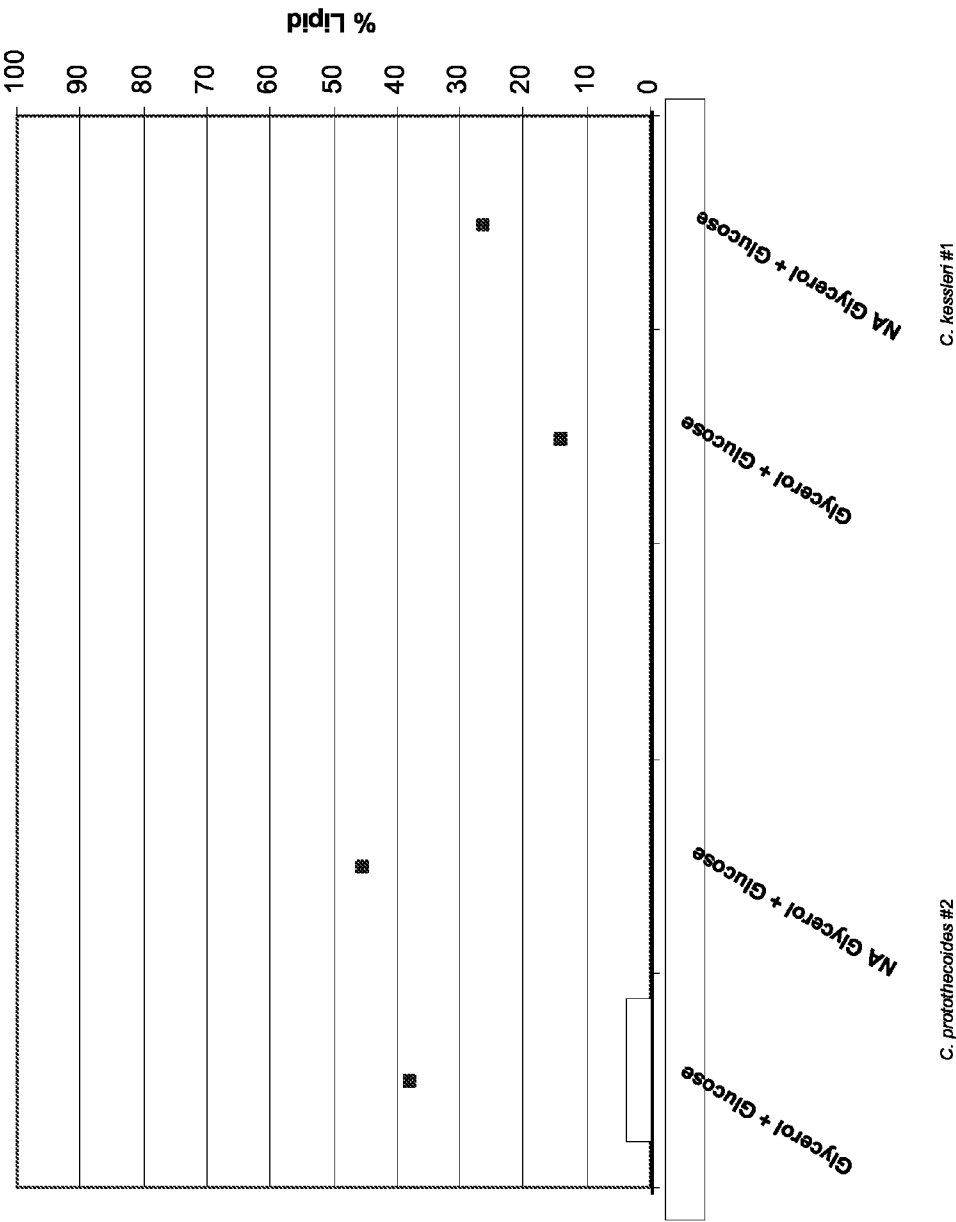 % Lipid
100
90
80
70
60
50
40
30
20
10
0
Glycerol + Glucose
NA Glycerol + Glucose
Glycerol + Glucose
NA Glycerol + Glucose
C. protothecoides #2
C. kessleri #1